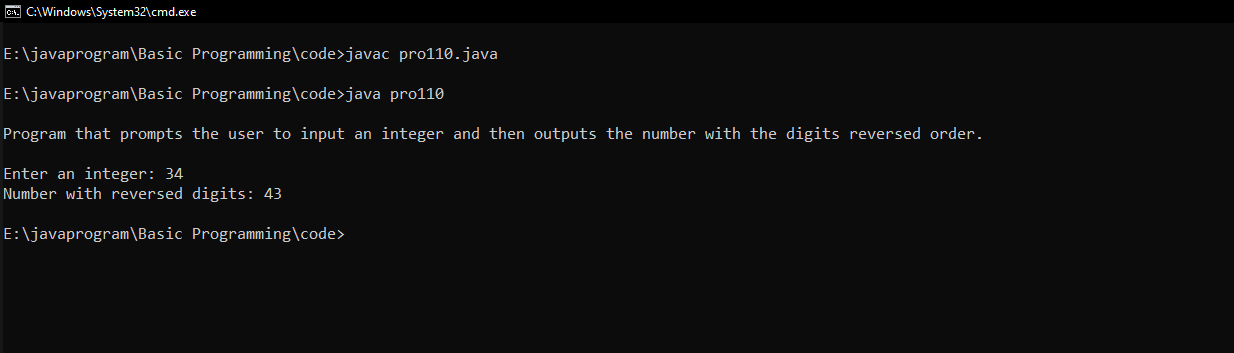 C:\Windows\System32\cmd.exe
E:\javaprogram\Basic Programming\code>javac pro110.java
E:\javaprogram\Basic Programming\code>java pro110
Program that prompts the user to input an integer and then outputs the number with the digits reversed order.
Enter an integer: 34
Number with reversed digits: 43
E:\javaprogram\Basic Programming\code>